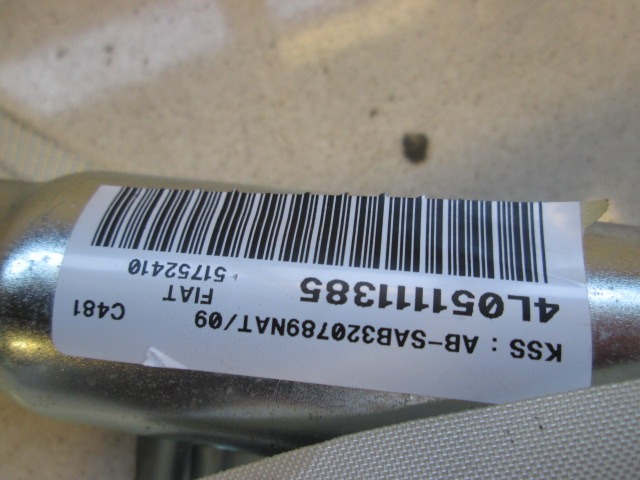 KSS : AB-SAB320789NAT/09 C481
4L05111385 FIAT
51752410